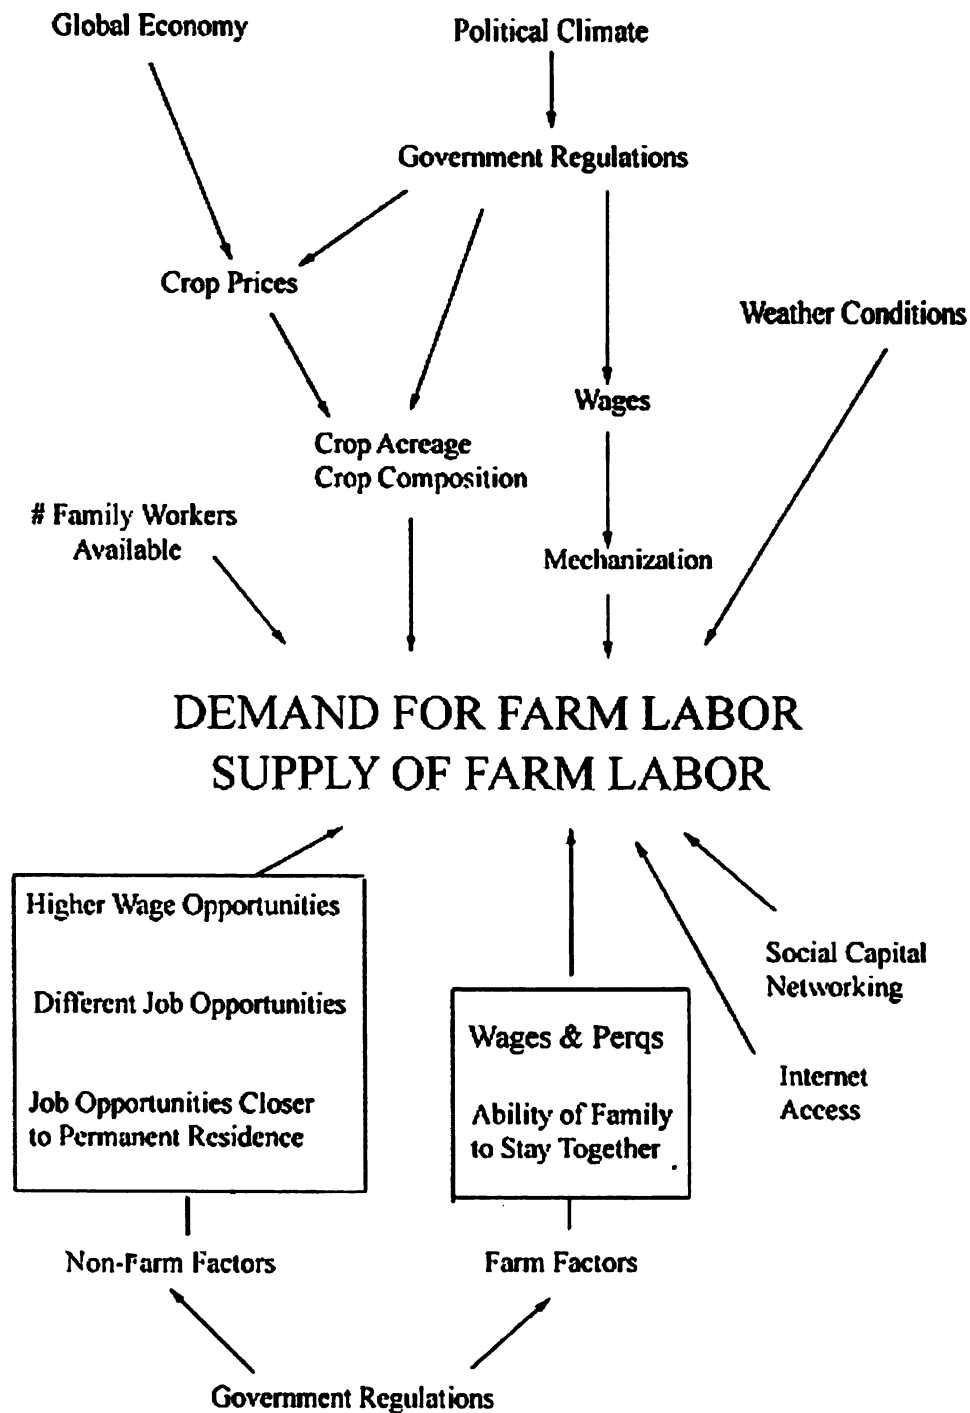 Global Economy
Political Climate
Government Regulations
Crop Prices
Weather Conditions
Wages
Crop Acreage
Crop Composition
# Family Workers
Available
Mechanization
DEMAND FOR FARM LABOR
SUPPLY OF FARM LABOR
Higher Wage Opportunities
Different Job Opportunities
Job Opportunities Closer
to Permanent Residence
Wages & Perqs
Ability of Family
to Stay Together
Social Capital
Networking
Internet
Access
Non-Farm Factors
Farm Factors
Government Regulations